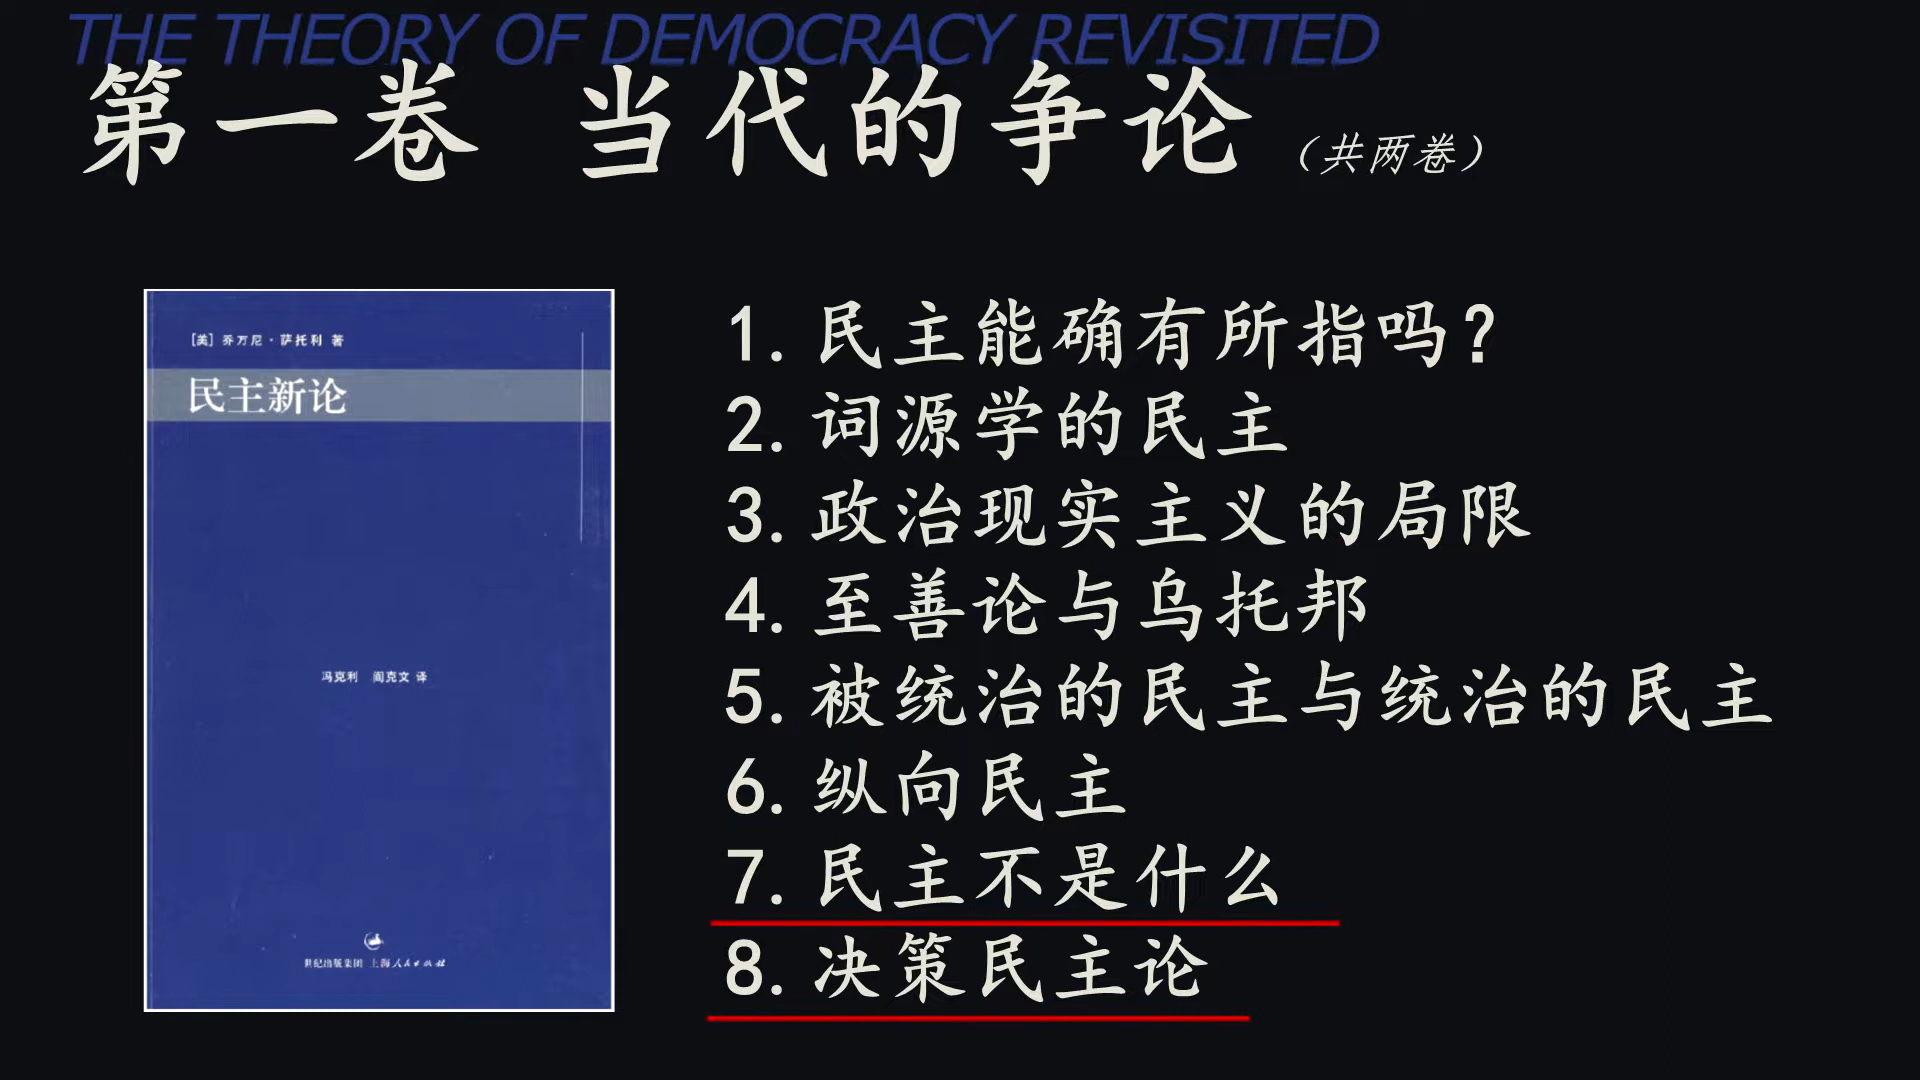 THE THEORY OF DEMOCRACY REVISITED
第一卷 当代的争论（共两卷）
[美] 乔万尼·萨托利 著
民主新论
冯克利 阎克文 译
世纪出版集团 上海人民出版社
1. 民主能确有所指吗？
2. 词源学的民主
3. 政治现实主义的局限
4. 至善论与乌托邦
5. 被统治的民主与统治的民主
6. 纵向民主
7. 民主不是什么
8. 决策民主论